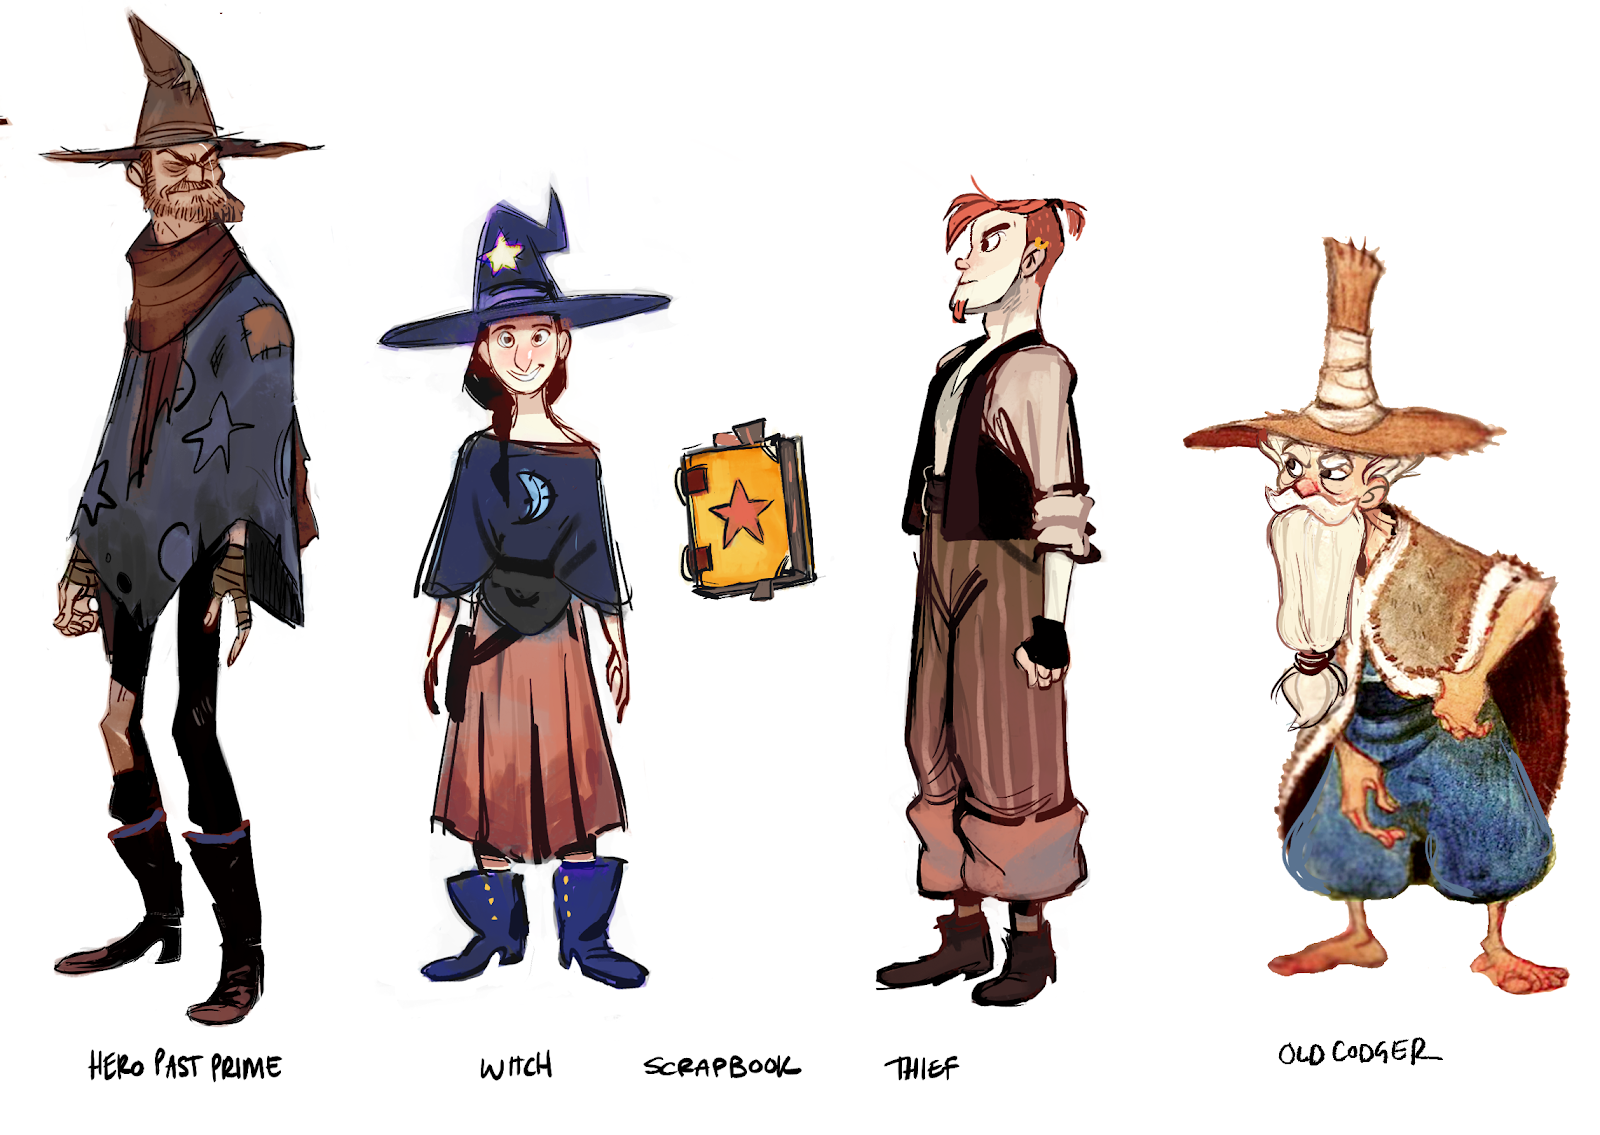 HERO PAST PRIME
WITCH
SCRAPBOOK
THIEF
OLD CODGER